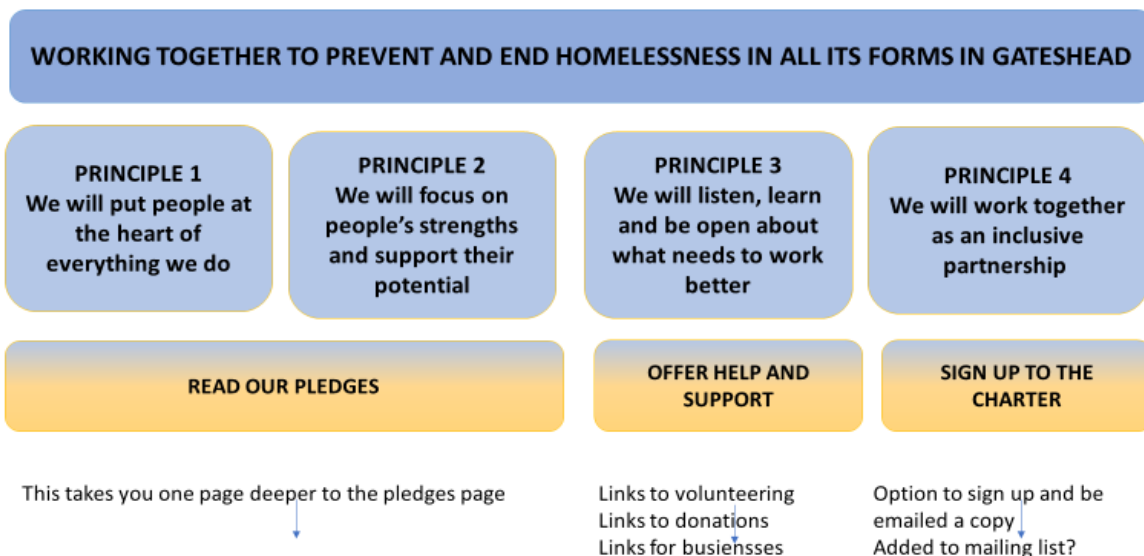 WORKING TOGETHER TO PREVENT AND END HOMELESSNESS IN ALL ITS FORMS IN GATESHEAD
PRINCIPLE 1
We will put people at
the heart of
everything we do
PRINCIPLE 2
We will focus on
people's strengths
and support their
potential
PRINCIPLE 3
We will listen, learn
and be open about
what needs to work
better
PRINCIPLE 4
We will work together
as an inclusive
partnership
READ OUR PLEDGES
OFFER HELP AND
SUPPORT
SIGN UP TO THE
CHARTER
This takes you one page deeper to the pledges page
Links to volunteering
Links to donations
Links for busiensses
Option to sign up and be
emailed a copy
Added to mailing list?